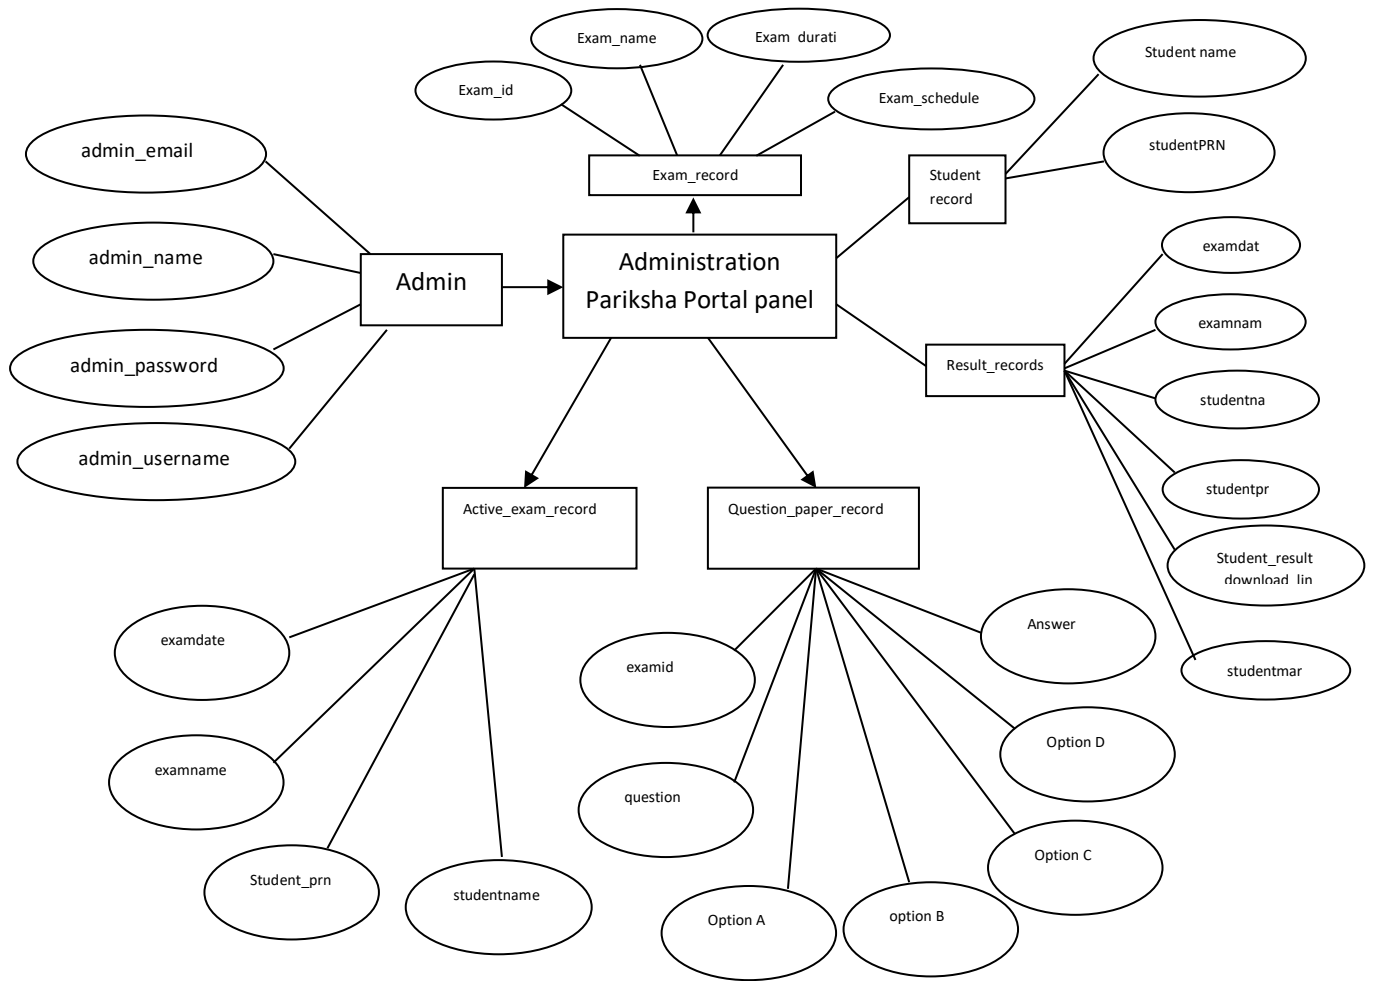 Exam_name
Exam durati
Student name
Exam_id
Exam_schedule
admin_email
studentPRN
Exam_record
Student
record
admin_name
Admin
Administration
Pariksha Portal panel
examdat
examnam
admin_password
Result_records
studentna
admin_username
studentpr
Active_exam_record
Question_paper_record
Student_result
download_lin
examdate
examid
Answer
studentmar
examname
question
Option D
Option C
Student_prn
studentname
Option A
option B